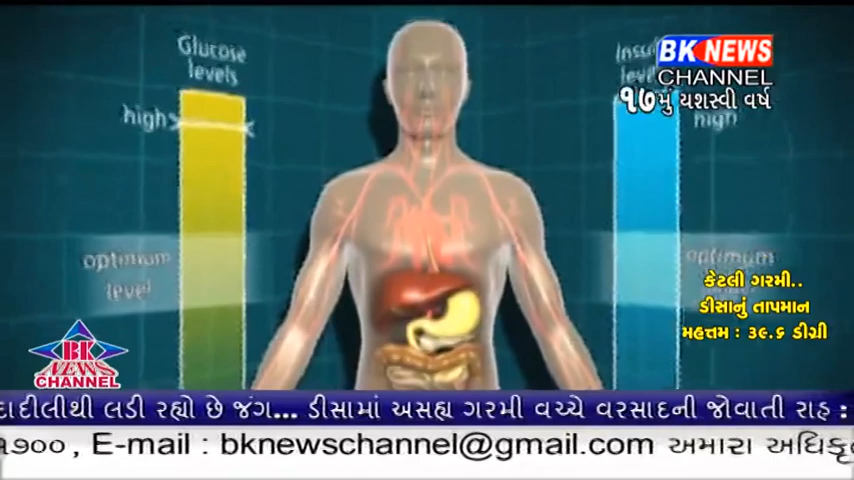 Glucose
levels
high
optimum
level
BK NEWS
CHANNEL
૧૭મું યશસ્વી વર્ષ
high
optimum
કેટલી ગરમી..
ડીસાનું તાપમાન
મહત્તમ : ૩૯.૬ ડીગ્રી
BK
NEWS
CHANNEL
લડી રહ્યો છે જંગ... ડીસામાં અસહ્ય ગરમી વચ્ચે વરસાદની જોવાતી રાહ :
૧૭૦૦, E-mail : bknewschannel@gmail.com અમારા